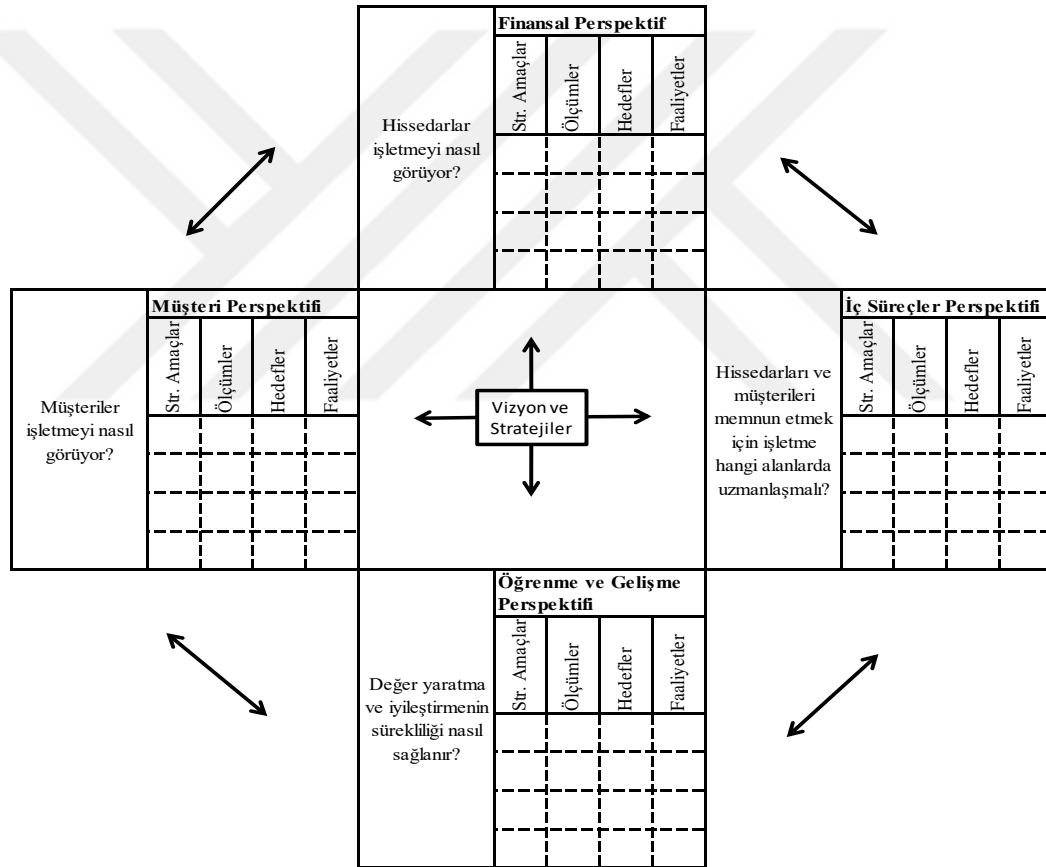 Finansal Perspektif
Str. Amaçlar
Ölçümler
Hedefler
Faaliyetler
Hissedarlar
işletmeyi nasıl
görüyor?
Müşteri Perspektifi
Str. Amaçlar
Ölçümler
Hedefler
Faaliyetler
Müşteriler
işletmeyi nasıl
görüyor?
Vizyon ve
Stratejiler
İç Süreçler Perspektifi
Str. Amaçlar
Ölçümler
Hedefler
Faaliyetler
Hissedarları ve
müşterileri
memnun etmek
için işletme
hangi alanlarda
uzmanlaşmalı?
Öğrenme ve Gelişme
Perspektifi
Str. Amaçlar
Ölçümler
Hedefler
Faaliyetler
Değer yaratma
ve iyileştirmenin
sürekliliği nasıl
sağlanır?